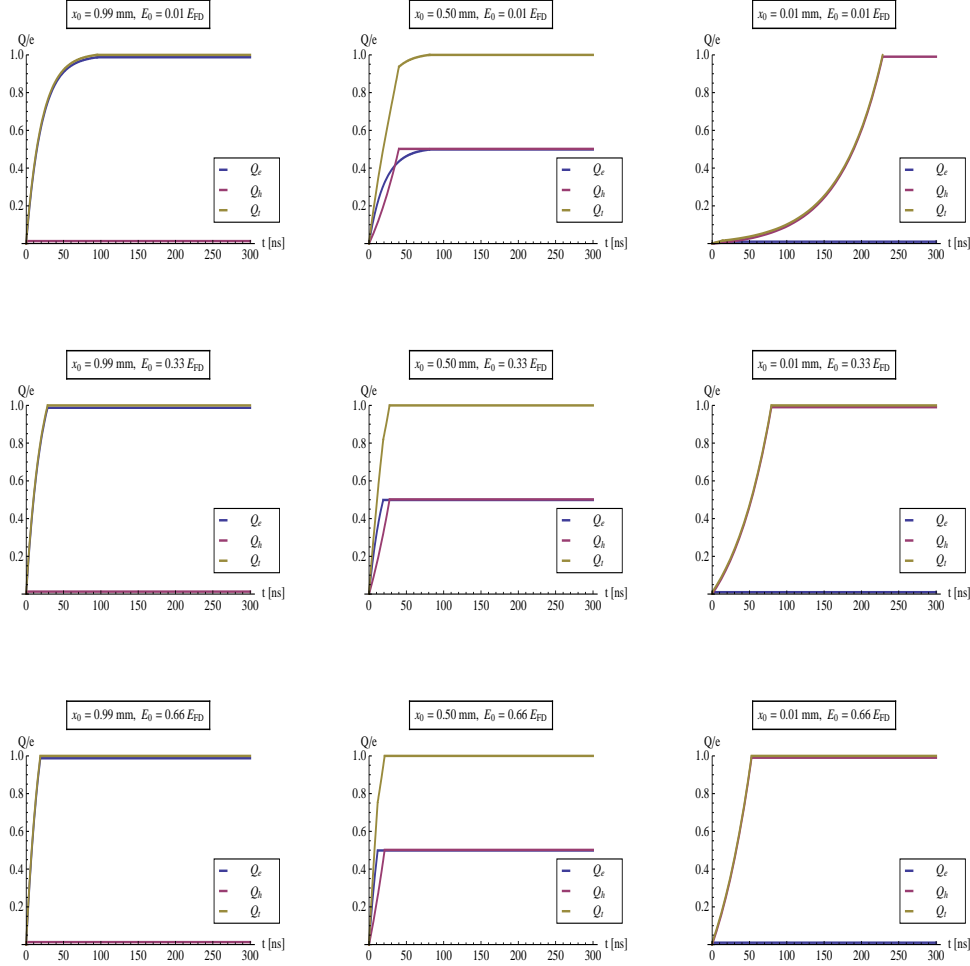 x₀ = 0.99 mm, E₀ = 0.01 E_FD
x₀ = 0.50 mm, E₀ = 0.01 E_FD
x₀ = 0.01 mm, E₀ = 0.01 E_FD
Q/e
1.0
0.8
0.6
0.4
0.2
Qₑ
Qₕ
Qₜ
0 50 100 150 200 250 300
t [ns]
Q/e
1.0
0.8
0.6
0.4
0.2
Qₑ
Qₕ
Qₜ
0 50 100 150 200 250 300
t [ns]
Q/e
1.0
0.8
0.6
0.4
0.2
Qₑ
Qₕ
Qₜ
0 50 100 150 200 250 300
t [ns]
x₀ = 0.99 mm, E₀ = 0.33 E_FD
x₀ = 0.50 mm, E₀ = 0.33 E_FD
x₀ = 0.01 mm, E₀ = 0.33 E_FD
Q/e
1.0
0.8
0.6
0.4
0.2
Qₑ
Qₕ
Qₜ
0 50 100 150 200 250 300
t [ns]
Q/e
1.0
0.8
0.6
0.4
0.2
Qₑ
Qₕ
Qₜ
0 50 100 150 200 250 300
t [ns]
Q/e
1.0
0.8
0.6
0.4
0.2
Qₑ
Qₕ
Qₜ
0 50 100 150 200 250 300
t [ns]
x₀ = 0.99 mm, E₀ = 0.66 E_FD
x₀ = 0.50 mm, E₀ = 0.66 E_FD
x₀ = 0.01 mm, E₀ = 0.66 E_FD
Q/e
1.0
0.8
0.6
0.4
0.2
Qₑ
Qₕ
Qₜ
0 50 100 150 200 250 300
t [ns]
Q/e
1.0
0.8
0.6
0.4
0.2
Qₑ
Qₕ
Qₜ
0 50 100 150 200 250 300
t [ns]
Q/e
1.0
0.8
0.6
0.4
0.2
Qₑ
Qₕ
Qₜ
0 50 100 150 200 250 300
t [ns]